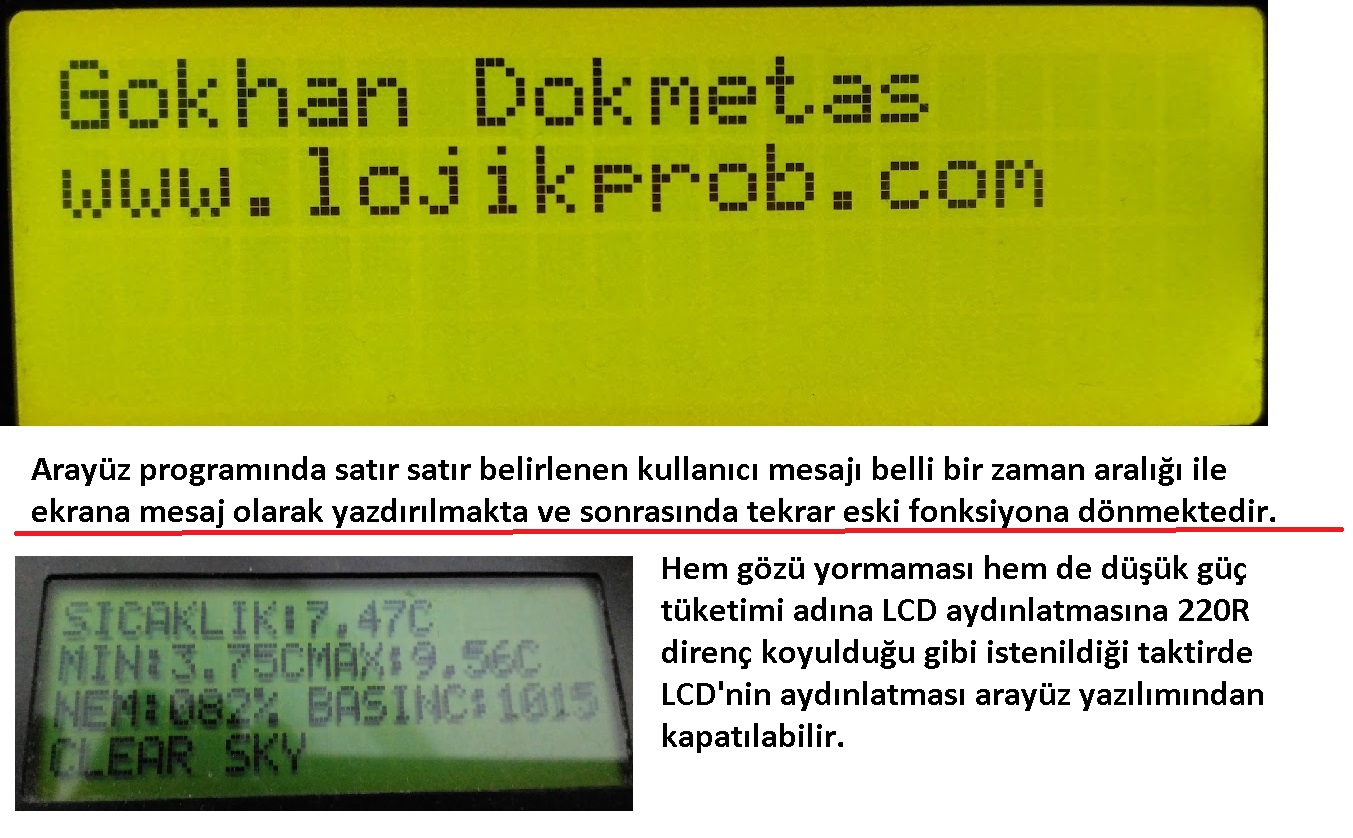 Gokhan Dokmetas
www.lojikprob.com
Arayüz programında satır satır belirlenen kullanıcı mesajı belli bir zaman aralığı ile
ekrana mesaj olarak yazdırılmakta ve sonrasında tekrar eski fonksiyona dönmektedir.
SICAKLIK:7.47C
MIN:3.75CMAX:9.56C
NEM:082% BASINC:1015
CLEAR SKY
Hem gözü yormaması hem de düşük güç
tüketimi adına LCD aydınlatmasına 220R
direnç koyulduğu gibi istenildiği taktirde
LCD'nin aydınlatması arayüz yazılımından
kapatılabilir.